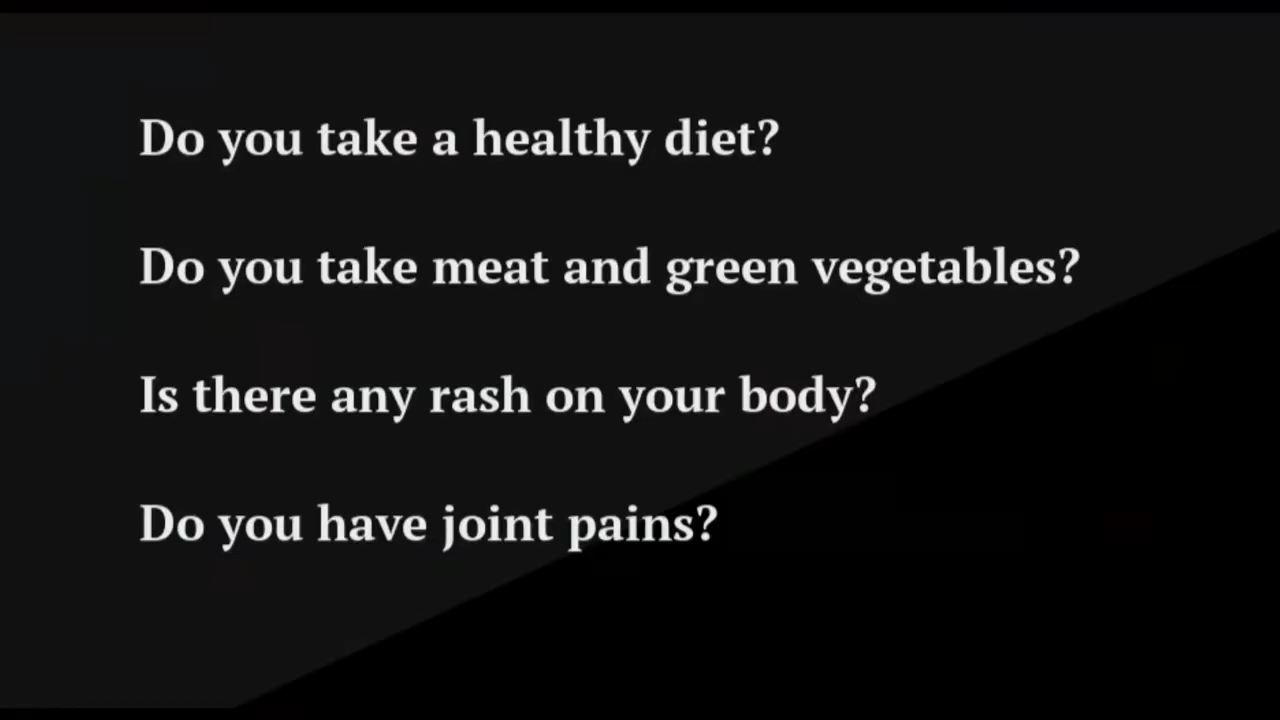 Do you take a healthy diet?
Do you take meat and green vegetables?
Is there any rash on your body?
Do you have joint pains?